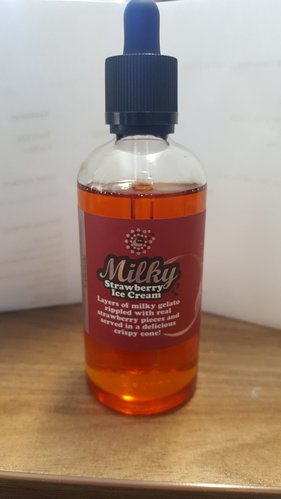 Milky
Strawberry
Ice Cream
Layers of milky gelato
rippled with real
strawberry pieces and
served in a delicious
crispy cone!